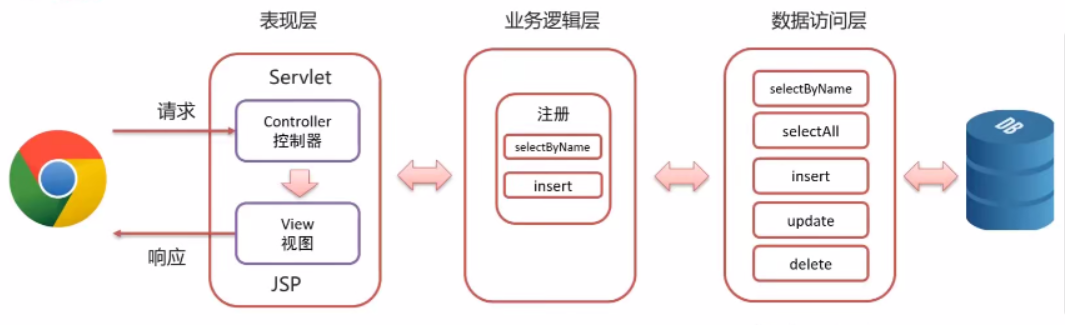 表现层
业务逻辑层
数据访问层
Servlet
请求
Controller
控制器
View
视图
响应
JSP
注册
selectByName
insert
selectByName
selectAll
insert
update
delete
DB